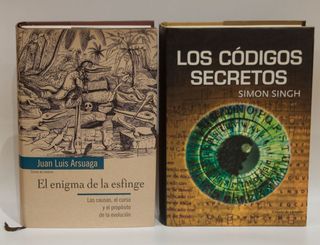 Juan Luis Arsuaga
El enigma de la esfinge
Las causas, el curso
y el propósito
de la evolución
LOS CÓDIGOS
SECRETOS
SIMON SINGH